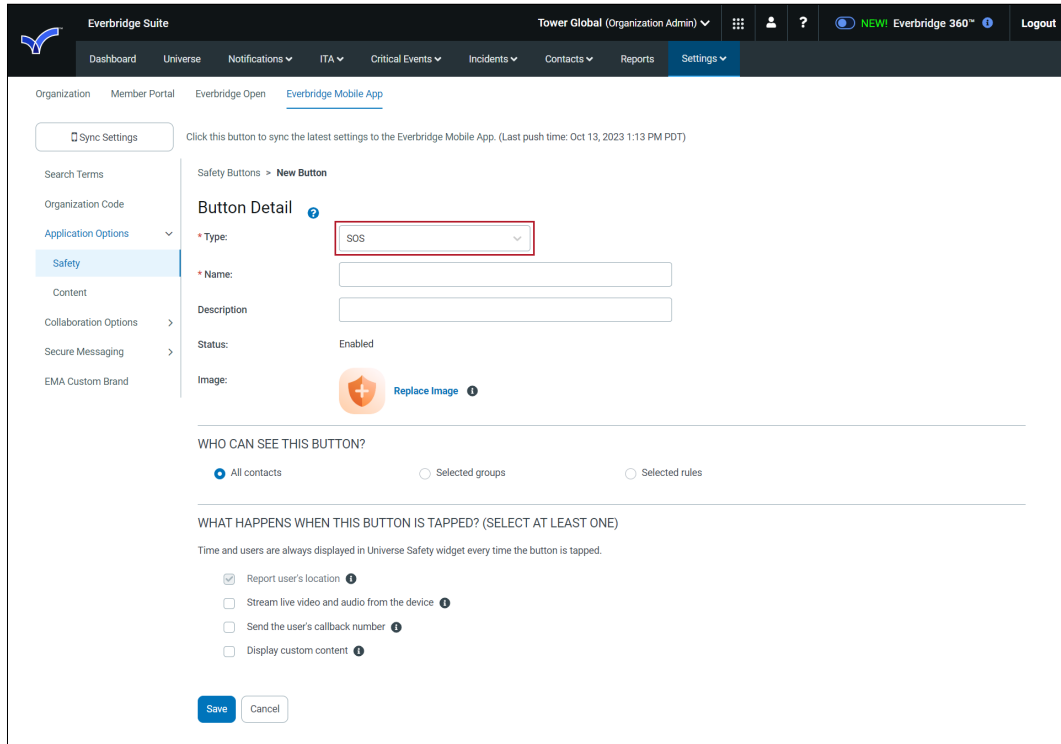 Everbridge Suite
Tower Global (Organization Admin)
?
NEW! Everbridge 360™
Logout
Dashboard Universe Notifications ITA Critical Events Incidents Contacts Reports Settings
Organization Member Portal Everbridge Open Everbridge Mobile App
Sync Settings
Click this button to sync the latest settings to the Everbridge Mobile App. (Last push time: Oct 13, 2023 1:13 PM PDT)
Search Terms
Organization Code
Application Options
Safety
Content
Collaboration Options
Secure Messaging
EMA Custom Brand
Safety Buttons > New Button
Button Detail ?
* Type: SOS
* Name:
Description
Status: Enabled
Image: Replace Image i
WHO CAN SEE THIS BUTTON?
All contacts Selected groups Selected rules
WHAT HAPPENS WHEN THIS BUTTON IS TAPPED? (SELECT AT LEAST ONE)
Time and users are always displayed in Universe Safety widget every time the button is tapped.
Report user's location i
Stream live video and audio from the device i
Send the user's callback number i
Display custom content i
Save Cancel